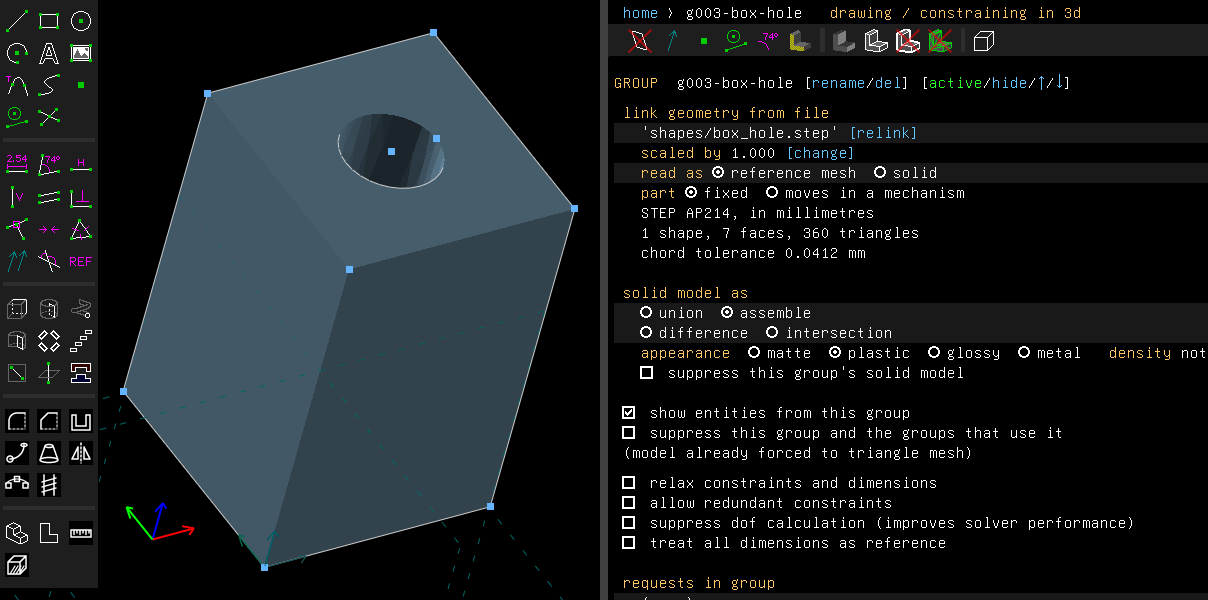 home › g003-box-hole drawing / constraining in 3d
74°
GROUP g003-box-hole [rename/del] [active/hide/↑/↓]
link geometry from file
'shapes/box_hole.step' [relink]
scaled by 1.000 [change]
read as reference mesh solid
part fixed moves in a mechanism
STEP AP214, in millimetres
1 shape, 7 faces, 360 triangles
chord tolerance 0.0412 mm
solid model as
union assemble
difference intersection
appearance matte plastic glossy metal density not
suppress this group's solid model
show entities from this group
suppress this group and the groups that use it
(model already forced to triangle mesh)
relax constraints and dimensions
allow redundant constraints
suppress dof calculation (improves solver performance)
treat all dimensions as reference
requests in group
A
T
2.54 74° H
V
REF